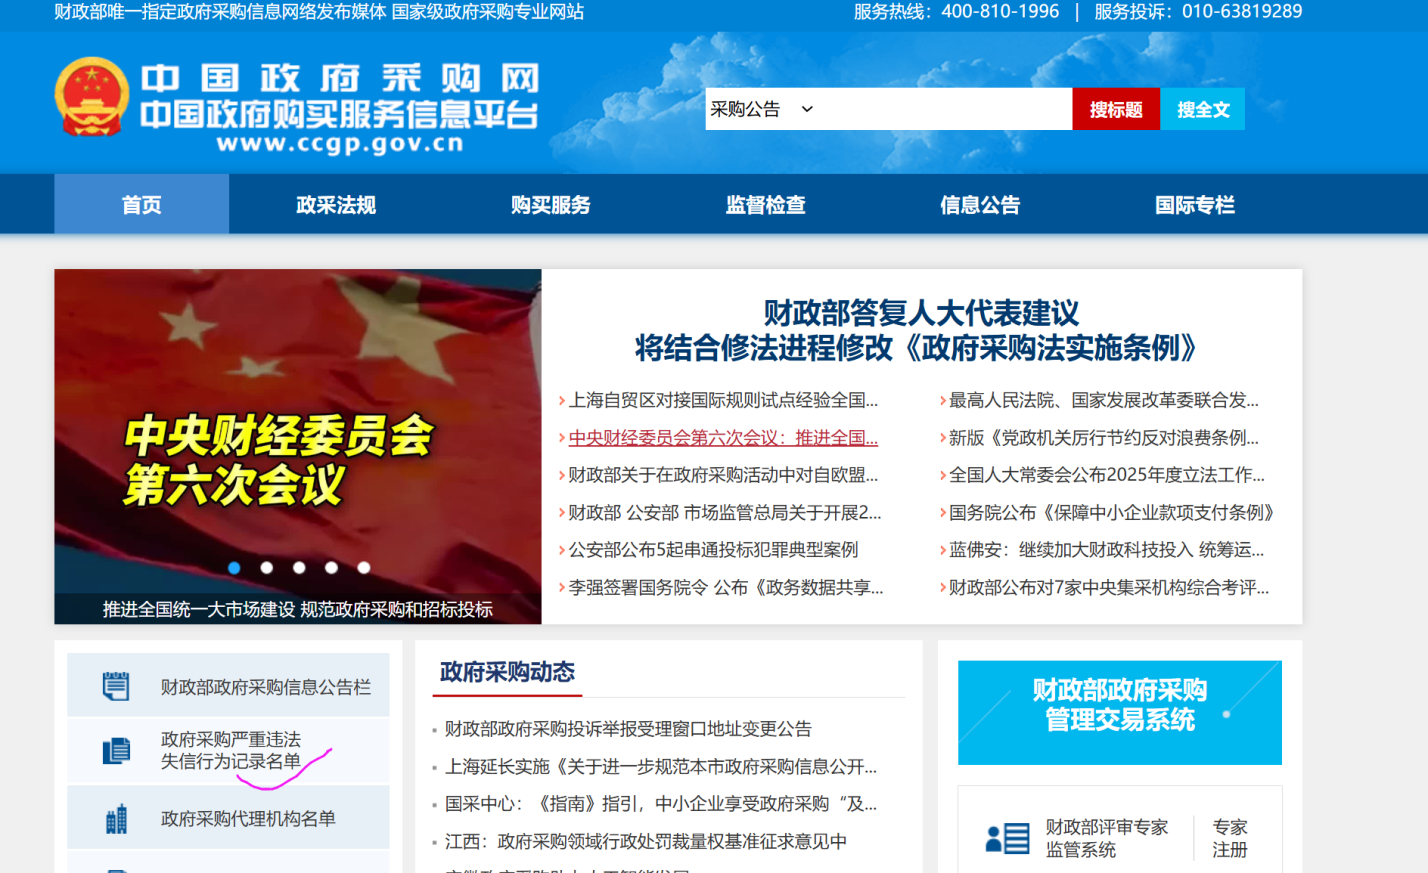 财政部唯一指定政府采购信息网络发布媒体 国家级政府采购专业网站
服务热线：400-810-1996 | 服务投诉：010-63819289
中国政府采购网
中国政府购买服务信息平台
www.ccgp.gov.cn
采购公告
搜标题
搜全文
首页
政采法规
购买服务
监督检查
信息公告
国际专栏
中央财经委员会
第六次会议
推进全国统一大市场建设 规范政府采购和招标投标
财政部答复人大代表建议
将结合修法进程修改《政府采购法实施条例》
上海自贸区对接国际规则试点经验全国...
中央财经委员会第六次会议：推进全国...
财政部关于在政府采购活动中对自欧盟...
财政部 公安部 市场监管总局关于开展2...
公安部公布5起串通投标犯罪典型案例
李强签署国务院令 公布《政务数据共享...
最高人民法院、国家发展改革委联合发...
新版《党政机关厉行节约反对浪费条例...
全国人大常委会公布2025年度立法工作...
国务院公布《保障中小企业款项支付条例》
蓝佛安：继续加大财政科技投入 统筹运...
财政部公布对7家中央集采机构综合考评...
财政部政府采购信息公告栏
政府采购严重违法
失信行为记录名单
政府采购代理机构名单
政府采购动态
财政部政府采购投诉举报受理窗口地址变更公告
上海延长实施《关于进一步规范本市政府采购信息公开...
国采中心：《指南》指引，中小企业享受政府采购“及...
江西：政府采购领域行政处罚裁量权基准征求意见中
财政部政府采购
管理交易系统
财政部评审专家
监管系统
专家
注册